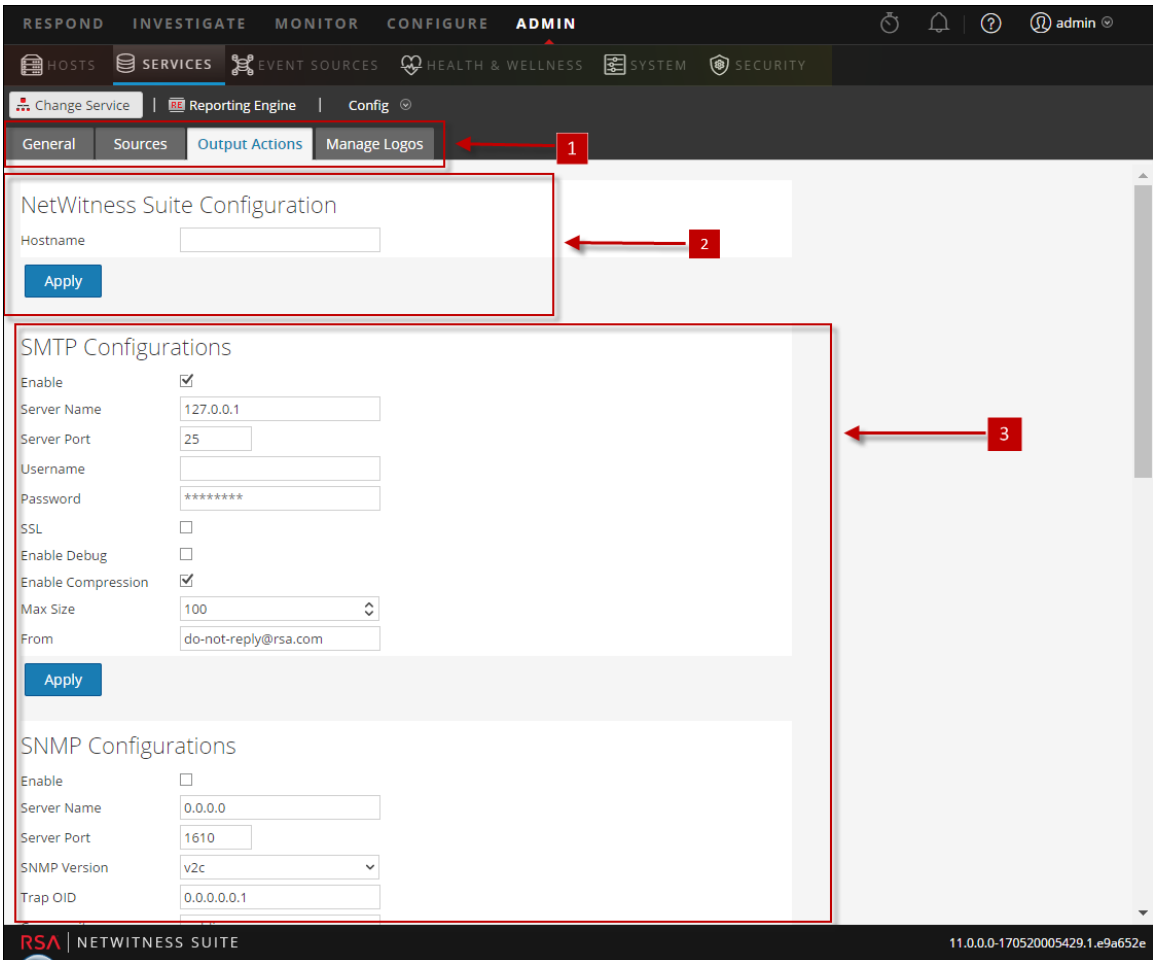 RESPOND INVESTIGATE MONITOR CONFIGURE ADMIN admin
HOSTS SERVICES EVENT SOURCES HEALTH & WELLNESS SYSTEM SECURITY
Change Service | RE Reporting Engine | Config
General Sources Output Actions Manage Logos
1
NetWitness Suite Configuration
Hostname
2
Apply
SMTP Configurations
Enable
Server Name 127.0.0.1
Server Port 25
3
Username
Password ********
SSL
Enable Debug
Enable Compression
Max Size 100
From do-not-reply@rsa.com
Apply
SNMP Configurations
Enable
Server Name 0.0.0.0
Server Port 1610
SNMP Version v2c
Trap OID 0.0.0.0.0.1
RSA | NETWITNESS SUITE 11.0.0.0-170520005429.1.e9a652e